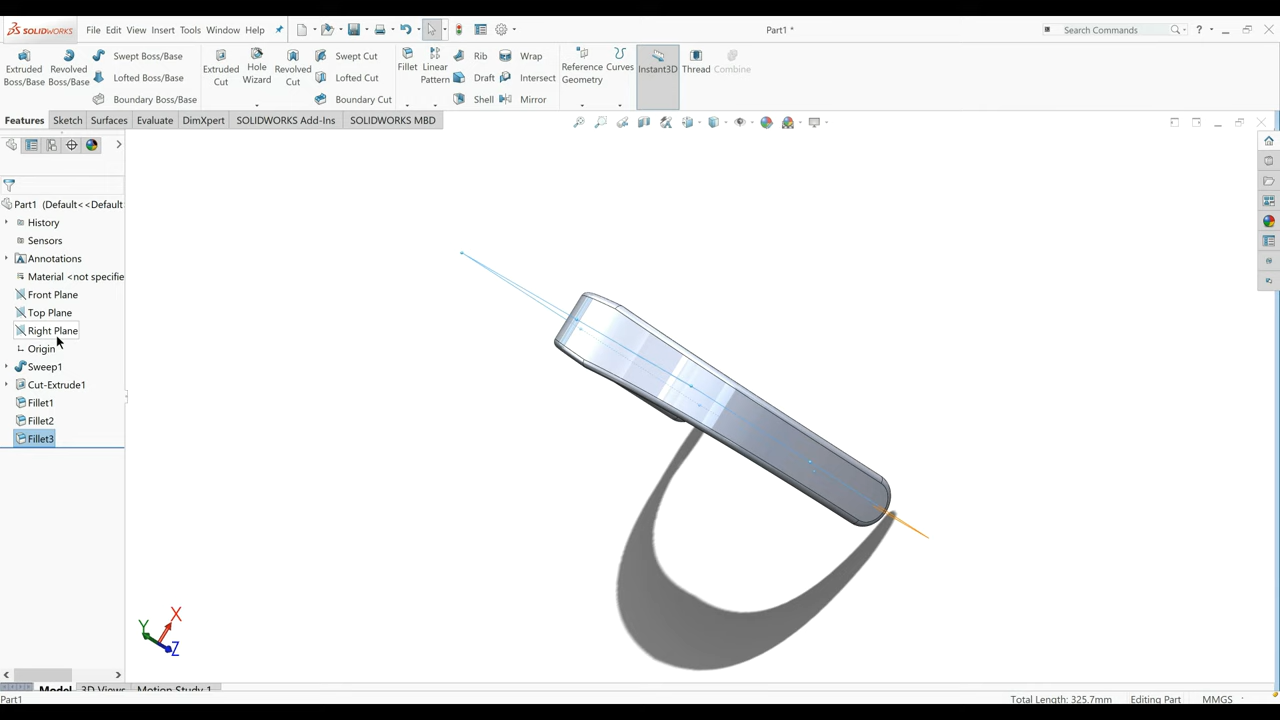 SOLIDWORKS File Edit View Insert Tools Window Help Part1 * Search Commands ?
Extruded Boss/Base Revolved Boss/Base Swept Boss/Base Lofted Boss/Base Boundary Boss/Base Extruded Cut Hole Wizard Revolved Cut Swept Cut Lofted Cut Boundary Cut Fillet Linear Pattern Rib Draft Shell Wrap Intersect Mirror Reference Geometry Curves Instant3D Thread Combine
Features Sketch Surfaces Evaluate DimXpert SOLIDWORKS Add-Ins SOLIDWORKS MBD
Part1 (Default<<Default
History
Sensors
Annotations
Material <not specifie
Front Plane
Top Plane
Right Plane
Origin
Sweep1
Cut-Extrude1
Fillet1
Fillet2
Fillet3
X
Y
Z
Model 3D Views Motion Study 1
Part1 Total Length: 325.7mm Editing Part MMGS